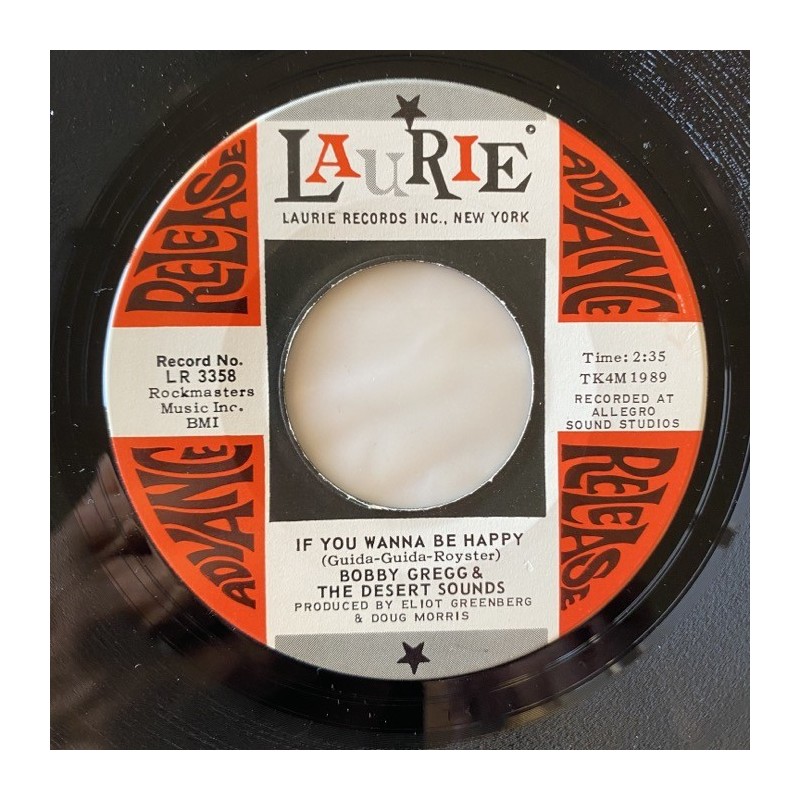 LAURIE
LAURIE RECORDS INC., NEW YORK
RELEASE
ADVANCE
Record No.
LR 3358
Rockmasters
Music Inc.
BMI
Time: 2:35
TK4M 1989
RECORDED AT
ALLEGRO
SOUND STUDIOS
ADVANCE
RELEASE
IF YOU WANNA BE HAPPY
(Guida-Guida-Royster)
BOBBY GREGG &
THE DESERT SOUNDS
PRODUCED BY ELIOT GREENBERG
& DOUG MORRIS